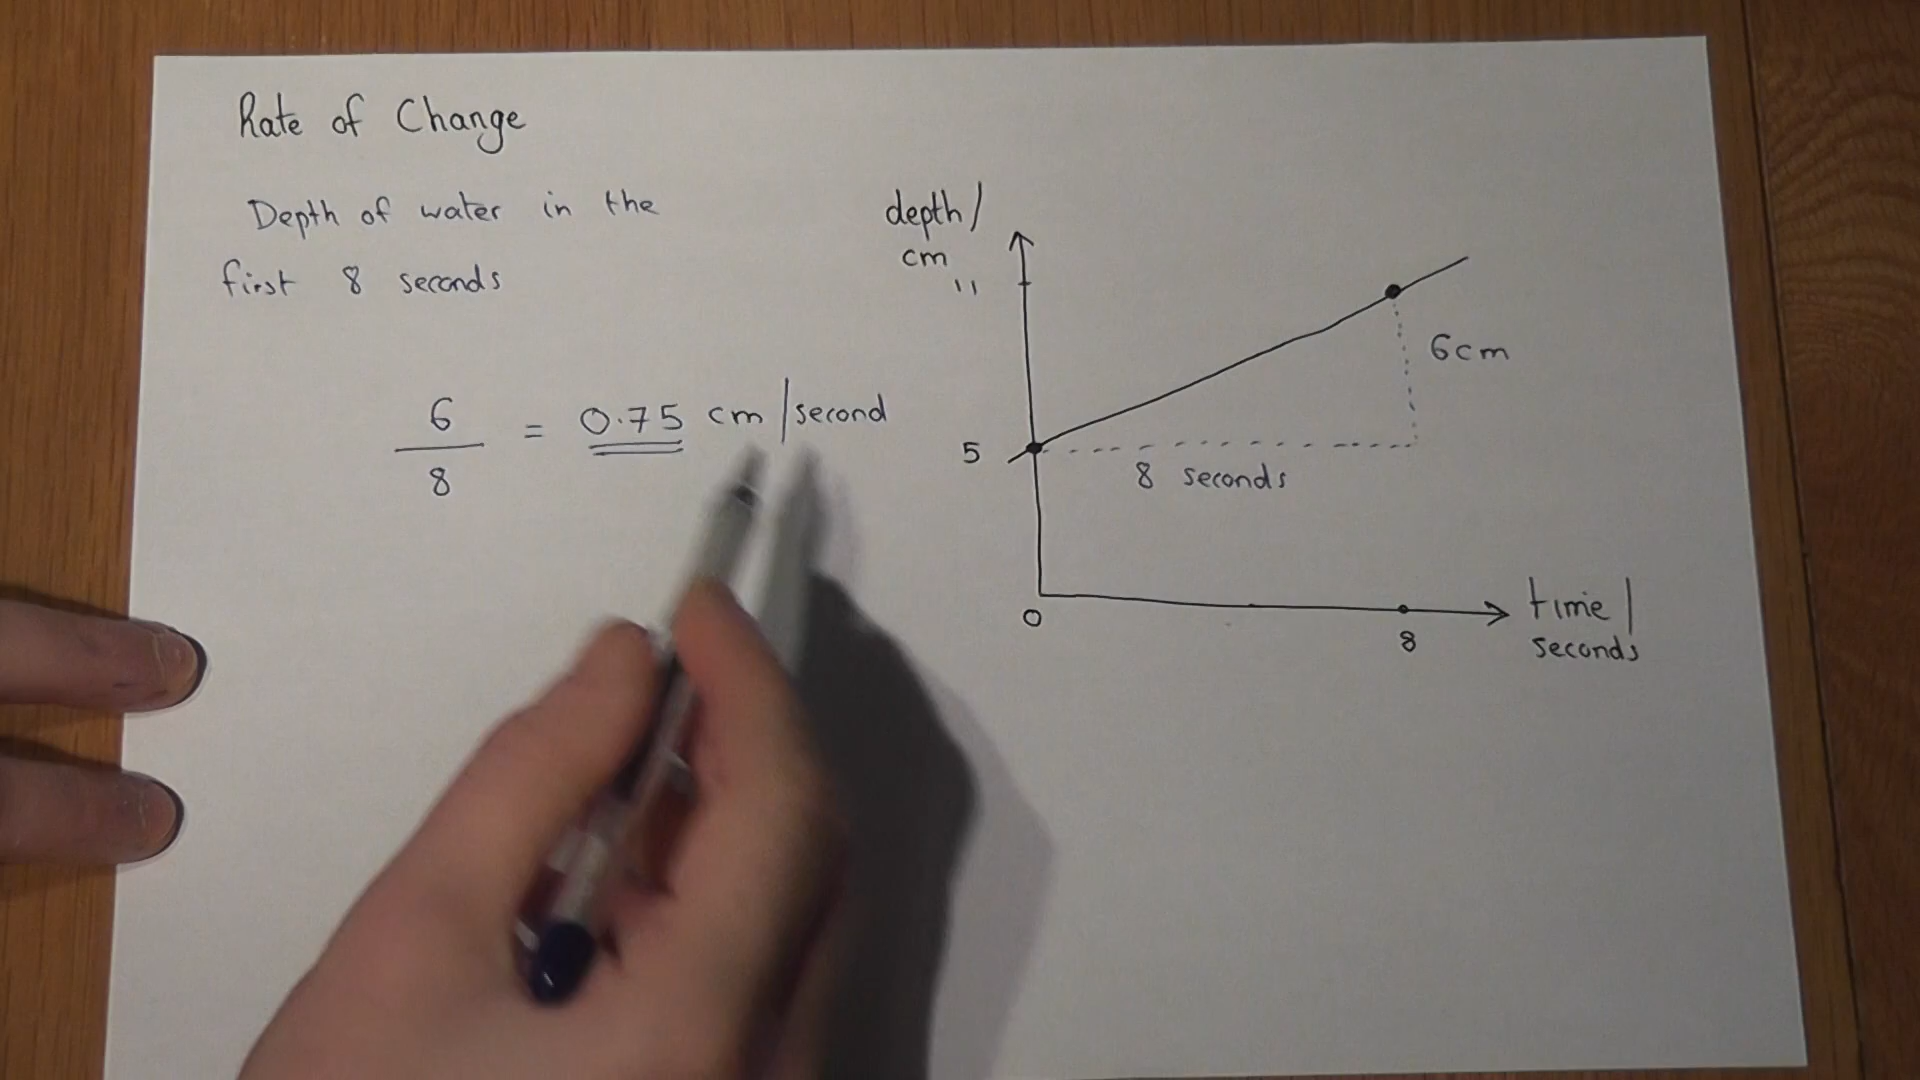 Rate of Change
Depth of water in the
first 8 seconds
6
8
= 0.75 cm/second
depth/
cm
11
5
6cm
8 seconds
0
8
time/
seconds